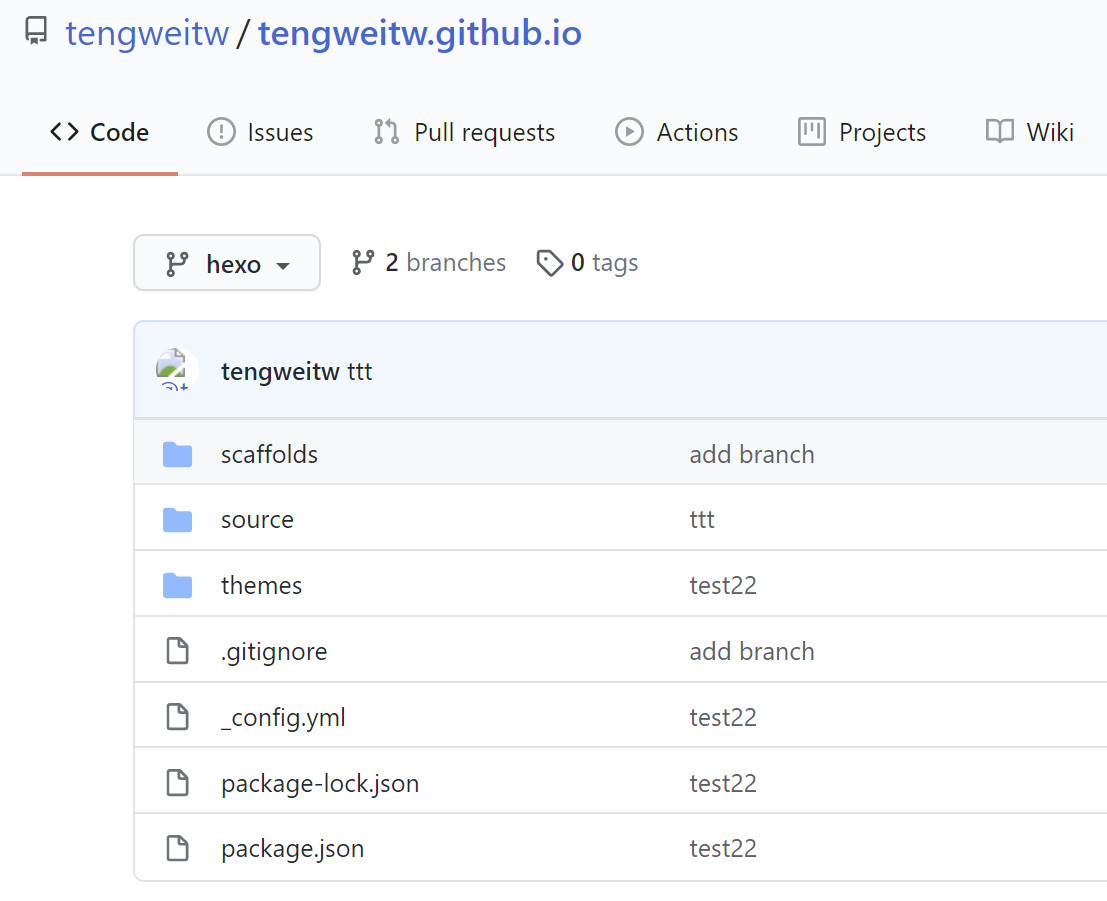 tengweitw / tengweitw.github.io
Code Issues Pull requests Actions Projects Wiki
hexo 2 branches 0 tags
tengweitw ttt
scaffolds add branch
source ttt
themes test22
.gitignore add branch
_config.yml test22
package-lock.json test22
package.json test22